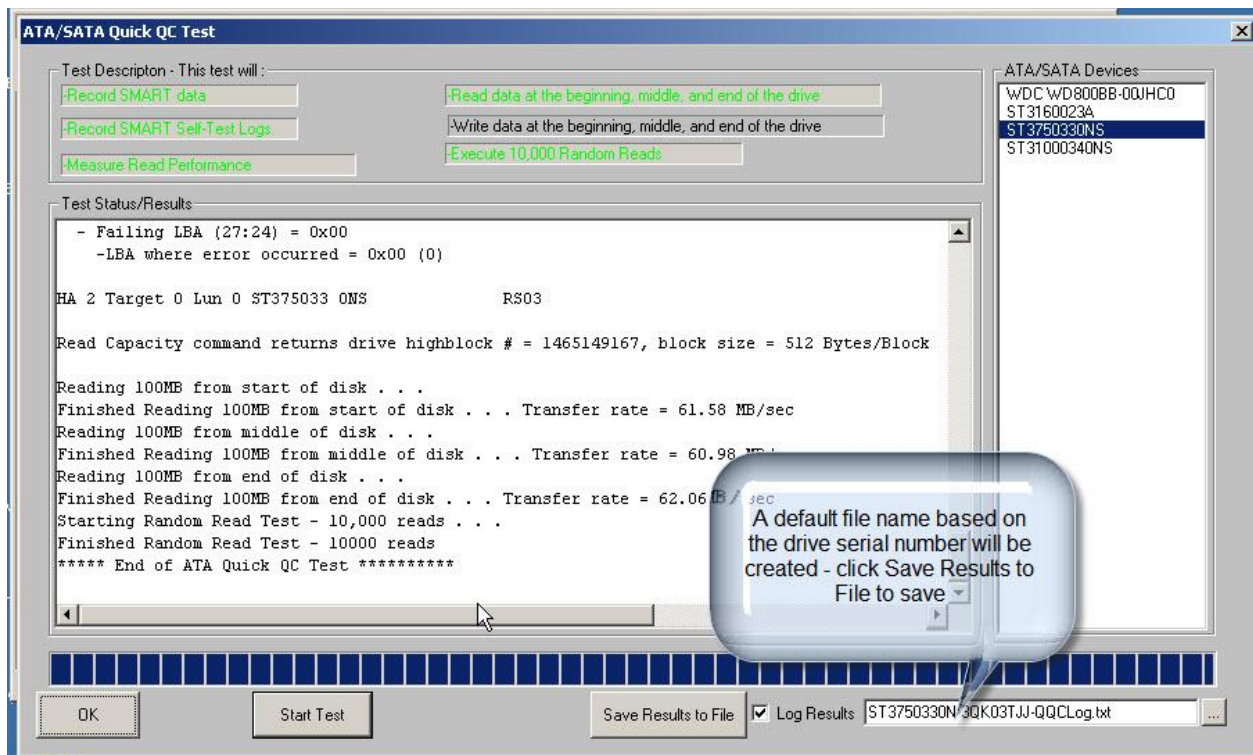 ATA/SATA Quick QC Test
Test Descripton - This test will :
-Record SMART data
-Record SMART Self-Test Logs
-Measure Read Performance
-Read data at the beginning, middle, and end of the drive
-Write data at the beginning, middle, and end of the drive
-Execute 10,000 Random Reads
ATA/SATA Devices
WDC WD800BB-00JHC0
ST3160023A
ST3750330NS
ST31000340NS
Test Status/Results
- Failing LBA (27:24) = 0x00
-LBA where error occurred = 0x00 (0)
HA 2 Target 0 Lun 0 ST375033 0NS RS03
Read Capacity command returns drive highblock # = 1465149167, block size = 512 Bytes/Block
Reading 100MB from start of disk . . .
Finished Reading 100MB from start of disk . . . Transfer rate = 61.58 MB/sec
Reading 100MB from middle of disk . . .
Finished Reading 100MB from middle of disk . . . Transfer rate = 60.98
Reading 100MB from end of disk . . .
Finished Reading 100MB from end of disk . . . Transfer rate = 62.06 MB/sec
Starting Random Read Test - 10,000 reads . . .
Finished Random Read Test - 10000 reads
***** End of ATA Quick QC Test **********
A default file name based on
the drive serial number will be
created - click Save Results to
File to save
OK
Start Test
Save Results to File
Log Results
ST3750330N-3QK03TJJ-QQCLog.txt
...